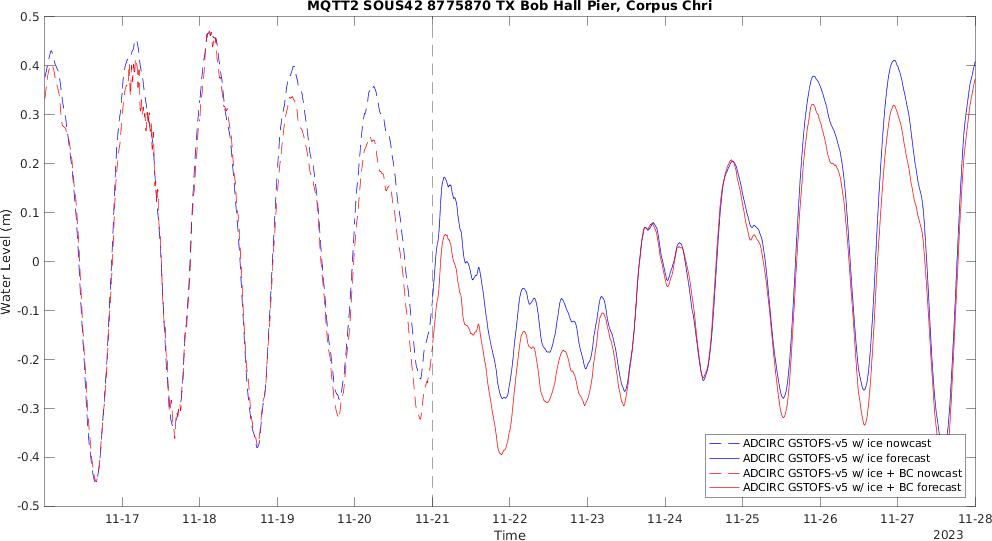 MQTT2 SOUS42 8775870 TX Bob Hall Pier, Corpus Chri
Water Level (m)
0.5
0.4
0.3
0.2
0.1
0
-0.1
-0.2
-0.3
-0.4
-0.5
ADCIRC GSTOFS-v5 w/ ice nowcast
ADCIRC GSTOFS-v5 w/ ice forecast
ADCIRC GSTOFS-v5 w/ ice + BC nowcast
ADCIRC GSTOFS-v5 w/ ice + BC forecast
11-17 11-18 11-19 11-20 11-21 11-22 11-23 11-24 11-25 11-26 11-27 11-28
Time
2023